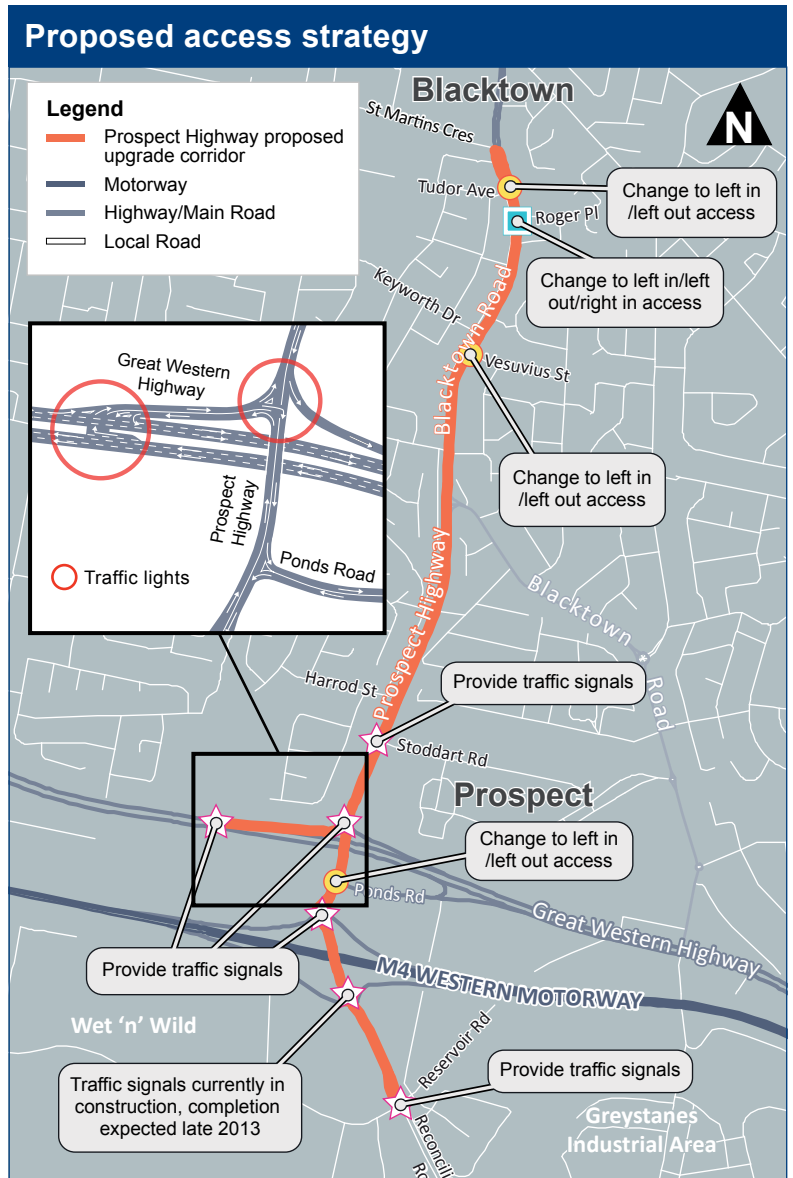 Proposed access strategy
Legend
Prospect Highway proposed
upgrade corridor
Motorway
Highway/Main Road
Local Road
Blacktown
N
St Martins Cres
Tudor Ave
Change to left in
/left out access
Roger Pl
Change to left in/left
out/right in access
Keyworth Dr
Blacktown Road
Vesuvius St
Great Western
Highway
Prospect
Highway
Ponds Road
Traffic lights
Change to left in
/left out access
Blacktown Road
Prospect Highway
Harrod St
Provide traffic signals
Stoddart Rd
Prospect
Change to left in
/left out access
Ponds Rd
Great Western Highway
Provide traffic signals
M4 WESTERN MOTORWAY
Wet ‘n’ Wild
Reservoir Rd
Traffic signals currently in
construction, completion
expected late 2013
Provide traffic signals
Greystanes
Industrial Area
Reconcili
Ro